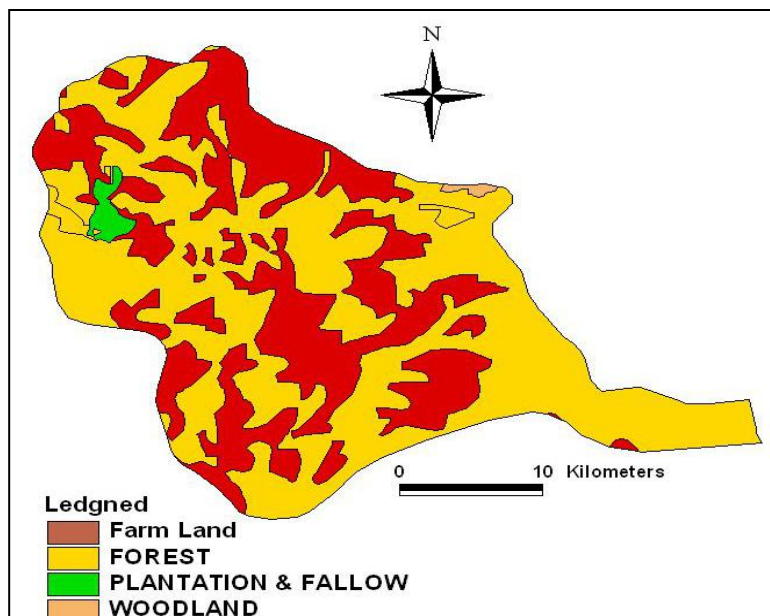 N
0 10 Kilometers
Ledgned
Farm Land
FOREST
PLANTATION & FALLOW
WOODLAND